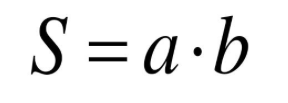 S = a · b